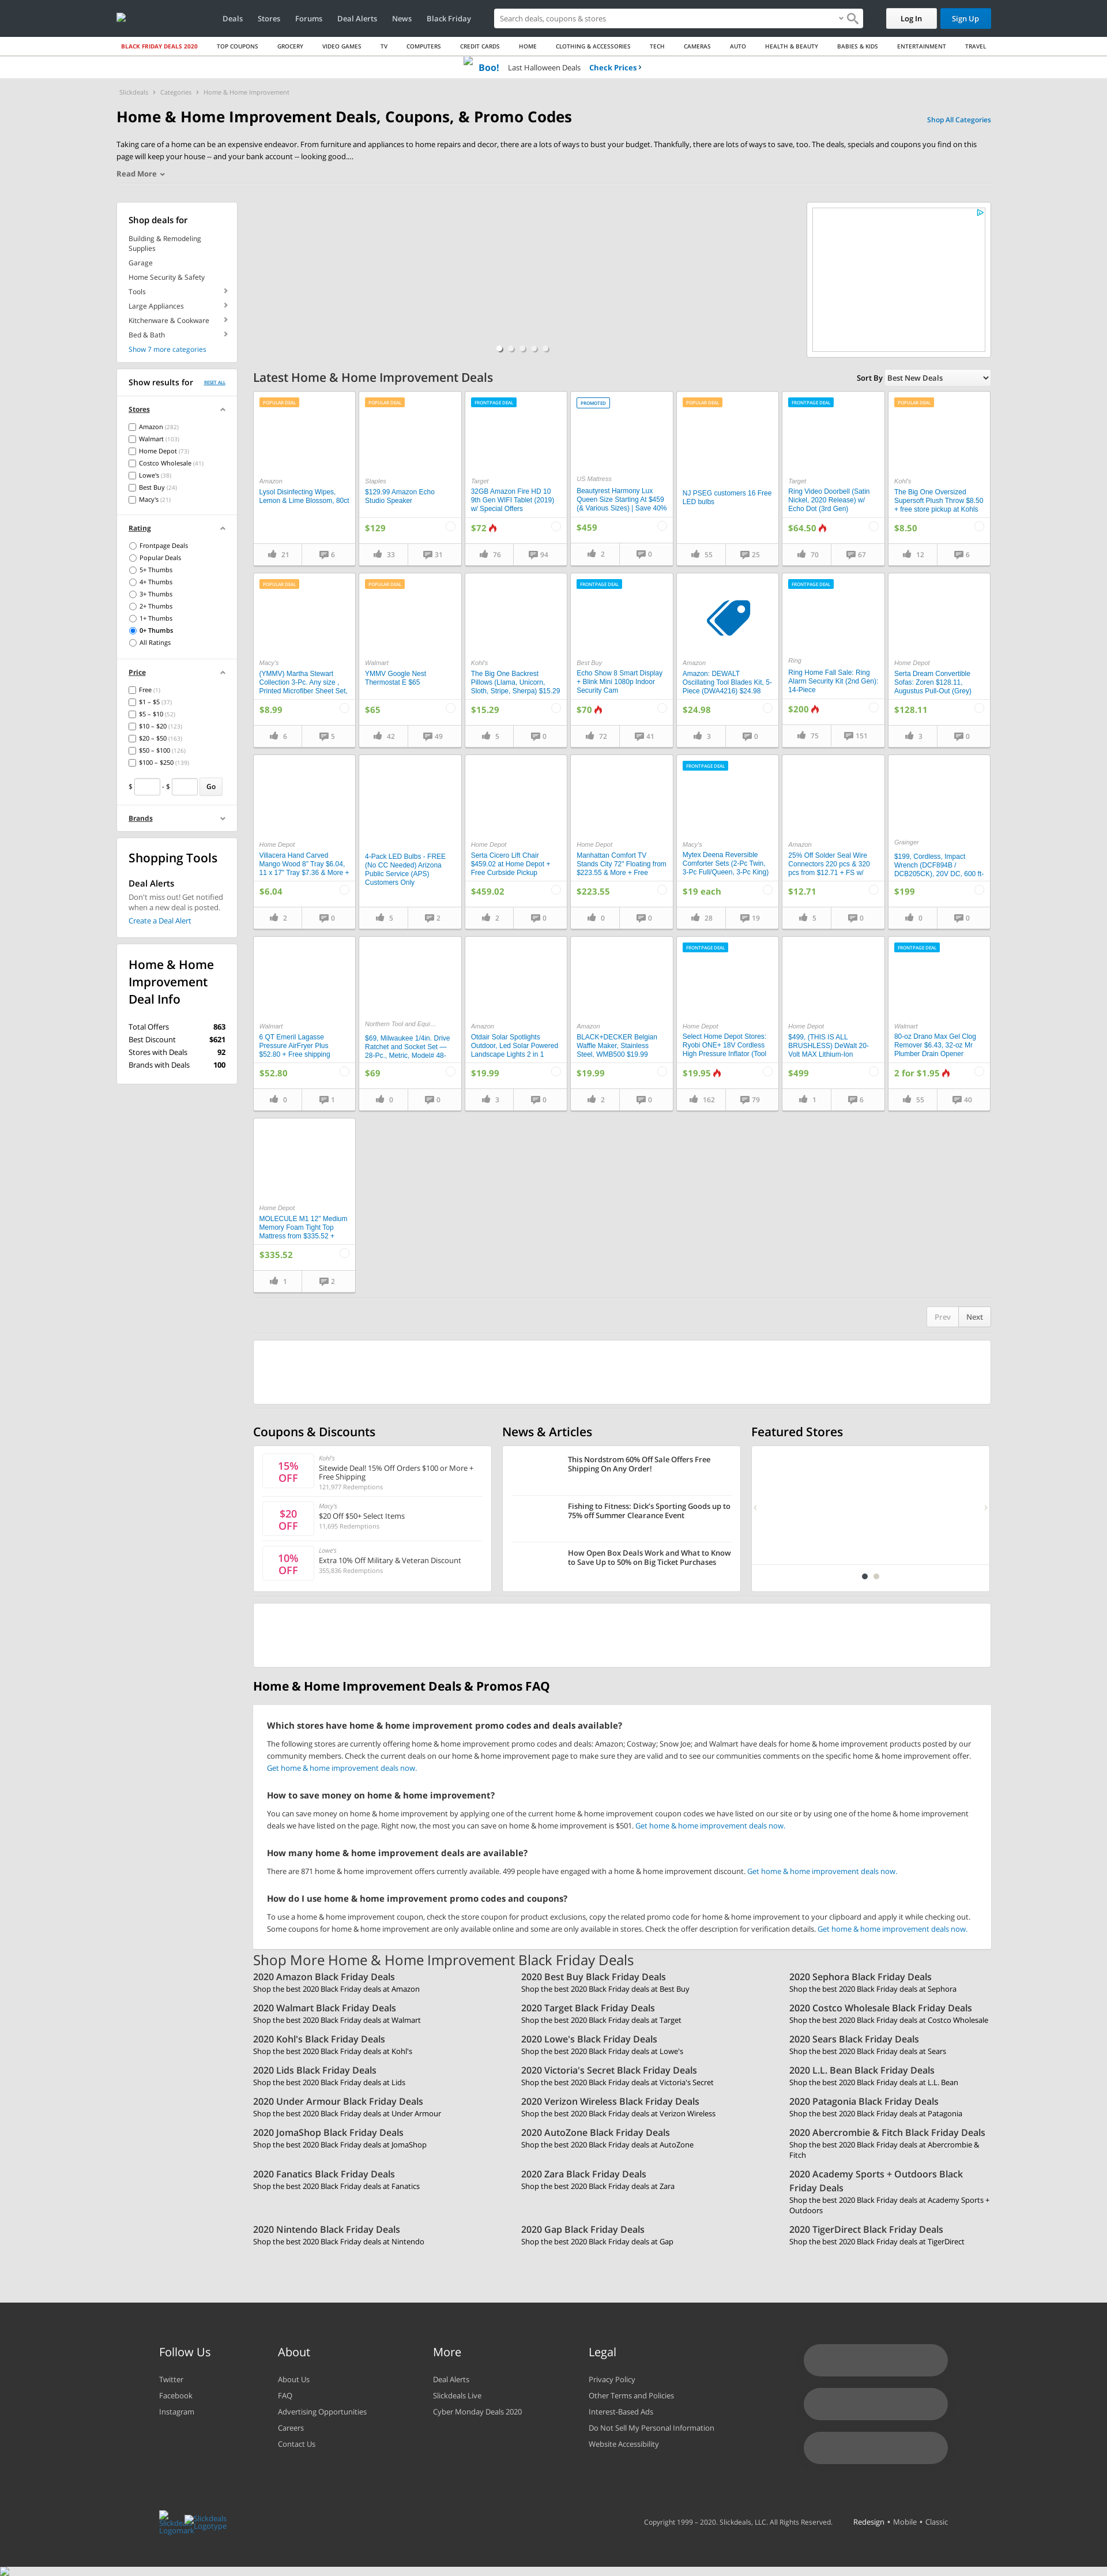 Deals Stores Forums Deal Alerts News Black Friday
Search deals, coupons & stores
Log In
Sign Up
BLACK FRIDAY DEALS 2020 TOP COUPONS GROCERY VIDEO GAMES TV COMPUTERS CREDIT CARDS HOME CLOTHING & ACCESSORIES TECH CAMERAS AUTO HEALTH & BEAUTY BABIES & KIDS ENTERTAINMENT TRAVEL
Boo! Last Halloween Deals Check Prices
Slickdeals Categories Home & Home Improvement
Home & Home Improvement Deals, Coupons, & Promo Codes
Shop All Categories
Taking care of a home can be an expensive endeavor. From furniture and appliances to home repairs and decor, there are a lot of ways to bust your budget. Thankfully, there are lots of ways to save, too. The deals, specials and coupons you find on this
page will keep your house -- and your bank account -- looking good....
Read More
Shop deals for
Building & Remodeling
Supplies
Garage
Home Security & Safety
Tools
Large Appliances
Kitchenware & Cookware
Bed & Bath
Show 7 more categories
Show results for
RESET ALL
Stores
Amazon (282)
Walmart (103)
Home Depot (73)
Costco Wholesale (41)
Lowe's (38)
Best Buy (24)
Macy's (21)
Rating
Frontpage Deals
Popular Deals
5+ Thumbs
4+ Thumbs
3+ Thumbs
2+ Thumbs
1+ Thumbs
0+ Thumbs
All Ratings
Price
Free (1)
$1 – $5 (37)
$5 – $10 (52)
$10 – $20 (123)
$20 – $50 (163)
$50 – $100 (126)
$100 – $250 (139)
$ - $ Go
Brands
Shopping Tools
Deal Alerts
Don't miss out! Get notified
when a new deal is posted.
Create a Deal Alert
Home & Home
Improvement
Deal Info
Total Offers 863
Best Discount $621
Stores with Deals 92
Brands with Deals 100
Latest Home & Home Improvement Deals
Sort By Best New Deals
POPULAR DEAL
Amazon
Lysol Disinfecting Wipes,
Lemon & Lime Blossom, 80ct
21 6
POPULAR DEAL
Staples
$129.99 Amazon Echo
Studio Speaker
$129
33 31
FRONTPAGE DEAL
Target
32GB Amazon Fire HD 10
9th Gen WIFI Tablet (2019)
w/ Special Offers
$72
76 94
PROMOTED
US Mattress
Beautyrest Harmony Lux
Queen Size Starting At $459
(& Various Sizes) | Save 40%
$459
2 0
POPULAR DEAL
NJ PSEG customers 16 Free
LED bulbs
55 25
FRONTPAGE DEAL
Target
Ring Video Doorbell (Satin
Nickel, 2020 Release) w/
Echo Dot (3rd Gen)
$64.50
70 67
POPULAR DEAL
Kohl's
The Big One Oversized
Supersoft Plush Throw $8.50
+ free store pickup at Kohls
$8.50
12 6
POPULAR DEAL
Macy's
(YMMV) Martha Stewart
Collection 3-Pc. Any size ,
Printed Microfiber Sheet Set,
$8.99
6 5
POPULAR DEAL
Walmart
YMMV Google Nest
Thermostat E $65
$65
42 49
Kohl's
The Big One Backrest
Pillows (Llama, Unicorn,
Sloth, Stripe, Sherpa) $15.29
$15.29
5 0
FRONTPAGE DEAL
Best Buy
Echo Show 8 Smart Display
+ Blink Mini 1080p Indoor
Security Cam
$70
72 41
Amazon
Amazon: DEWALT
Oscillating Tool Blades Kit, 5-
Piece (DWA4216) $24.98
$24.98
3 0
FRONTPAGE DEAL
Ring
Ring Home Fall Sale: Ring
Alarm Security Kit (2nd Gen):
14-Piece
$200
75 151
Home Depot
Serta Dream Convertible
Sofas: Zoren $128.11,
Augustus Pull-Out (Grey)
$128.11
3 0
Home Depot
Villacera Hand Carved
Mango Wood 8" Tray $6.04,
11 x 17" Tray $7.36 & More +
$6.04
2 0
4-Pack LED Bulbs - FREE
(No CC Needed) Arizona
Public Service (APS)
Customers Only
5 2
Home Depot
Serta Cicero Lift Chair
$459.02 at Home Depot +
Free Curbside Pickup
$459.02
2 0
Home Depot
Manhattan Comfort TV
Stands City 72" Floating from
$223.55 & More + Free
$223.55
0 0
FRONTPAGE DEAL
Macy's
Mytex Deena Reversible
Comforter Sets (2-Pc Twin,
3-Pc Full/Queen, 3-Pc King)
$19 each
28 19
Amazon
25% Off Solder Seal Wire
Connectors 220 pcs & 320
pcs from $12.71 + FS w/
$12.71
5 0
Grainger
$199, Cordless, Impact
Wrench (DCF894B /
DCB205CK), 20V DC, 600 ft-
$199
0 0
Walmart
6 QT Emeril Lagasse
Pressure AirFryer Plus
$52.80 + Free shipping
$52.80
0 1
Northern Tool and Equi...
$69, Milwaukee 1/4in. Drive
Ratchet and Socket Set —
28-Pc., Metric, Model# 48-
$69
0 0
Amazon
Otdair Solar Spotlights
Outdoor, Led Solar Powered
Landscape Lights 2 in 1
$19.99
3 0
Amazon
BLACK+DECKER Belgian
Waffle Maker, Stainless
Steel, WMB500 $19.99
$19.99
2 0
FRONTPAGE DEAL
Home Depot
Select Home Depot Stores:
Ryobi ONE+ 18V Cordless
High Pressure Inflator (Tool
$19.95
162 79
Home Depot
$499, (THIS IS ALL
BRUSHLESS) DeWalt 20-
Volt MAX Lithium-Ion
$499
1 6
FRONTPAGE DEAL
Walmart
80-oz Drano Max Gel Clog
Remover $6.43, 32-oz Mr
Plumber Drain Opener
2 for $1.95
55 40
Home Depot
MOLECULE M1 12" Medium
Memory Foam Tight Top
Mattress from $335.52 +
$335.52
1 2
Prev Next
Coupons & Discounts
15%
OFF
Kohl's
Sitewide Deal! 15% Off Orders $100 or More +
Free Shipping
121,977 Redemptions
$20
OFF
Macy's
$20 Off $50+ Select Items
11,695 Redemptions
10%
OFF
Lowe's
Extra 10% Off Military & Veteran Discount
355,836 Redemptions
News & Articles
This Nordstrom 60% Off Sale Offers Free
Shipping On Any Order!
Fishing to Fitness: Dick's Sporting Goods up to
75% off Summer Clearance Event
How Open Box Deals Work and What to Know
to Save Up to 50% on Big Ticket Purchases
Featured Stores
Home & Home Improvement Deals & Promos FAQ
Which stores have home & home improvement promo codes and deals available?
The following stores are currently offering home & home improvement promo codes and deals: Amazon; Costway; Snow Joe; and Walmart have deals for home & home improvement products posted by our
community members. Check the current deals on our home & home improvement page to make sure they are valid and to see our communities comments on the specific home & home improvement offer.
Get home & home improvement deals now.
How to save money on home & home improvement?
You can save money on home & home improvement by applying one of the current home & home improvement coupon codes we have listed on our site or by using one of the home & home improvement
deals we have listed on the page. Right now, the most you can save on home & home improvement is $501. Get home & home improvement deals now.
How many home & home improvement deals are available?
There are 871 home & home improvement offers currently available. 499 people have engaged with a home & home improvement discount. Get home & home improvement deals now.
How do I use home & home improvement promo codes and coupons?
To use a home & home improvement coupon, check the store coupon for product exclusions, copy the related promo code for home & home improvement to your clipboard and apply it while checking out.
Some coupons for home & home improvement are only available online and some are only available in stores. Check the offer description for verification details. Get home & home improvement deals now.
Shop More Home & Home Improvement Black Friday Deals
2020 Amazon Black Friday Deals
Shop the best 2020 Black Friday deals at Amazon
2020 Best Buy Black Friday Deals
Shop the best 2020 Black Friday deals at Best Buy
2020 Sephora Black Friday Deals
Shop the best 2020 Black Friday deals at Sephora
2020 Walmart Black Friday Deals
Shop the best 2020 Black Friday deals at Walmart
2020 Target Black Friday Deals
Shop the best 2020 Black Friday deals at Target
2020 Costco Wholesale Black Friday Deals
Shop the best 2020 Black Friday deals at Costco Wholesale
2020 Kohl's Black Friday Deals
Shop the best 2020 Black Friday deals at Kohl's
2020 Lowe's Black Friday Deals
Shop the best 2020 Black Friday deals at Lowe's
2020 Sears Black Friday Deals
Shop the best 2020 Black Friday deals at Sears
2020 Lids Black Friday Deals
Shop the best 2020 Black Friday deals at Lids
2020 Victoria's Secret Black Friday Deals
Shop the best 2020 Black Friday deals at Victoria's Secret
2020 L.L. Bean Black Friday Deals
Shop the best 2020 Black Friday deals at L.L. Bean
2020 Under Armour Black Friday Deals
Shop the best 2020 Black Friday deals at Under Armour
2020 Verizon Wireless Black Friday Deals
Shop the best 2020 Black Friday deals at Verizon Wireless
2020 Patagonia Black Friday Deals
Shop the best 2020 Black Friday deals at Patagonia
2020 JomaShop Black Friday Deals
Shop the best 2020 Black Friday deals at JomaShop
2020 AutoZone Black Friday Deals
Shop the best 2020 Black Friday deals at AutoZone
2020 Abercrombie & Fitch Black Friday Deals
Shop the best 2020 Black Friday deals at Abercrombie &
Fitch
2020 Fanatics Black Friday Deals
Shop the best 2020 Black Friday deals at Fanatics
2020 Zara Black Friday Deals
Shop the best 2020 Black Friday deals at Zara
2020 Academy Sports + Outdoors Black
Friday Deals
Shop the best 2020 Black Friday deals at Academy Sports +
Outdoors
2020 Nintendo Black Friday Deals
Shop the best 2020 Black Friday deals at Nintendo
2020 Gap Black Friday Deals
Shop the best 2020 Black Friday deals at Gap
2020 TigerDirect Black Friday Deals
Shop the best 2020 Black Friday deals at TigerDirect
Follow Us
Twitter
Facebook
Instagram
About
About Us
FAQ
Advertising Opportunities
Careers
Contact Us
More
Deal Alerts
Slickdeals Live
Cyber Monday Deals 2020
Legal
Privacy Policy
Other Terms and Policies
Interest-Based Ads
Do Not Sell My Personal Information
Website Accessibility
Slickdeals
Logotype
Logomark
Copyright 1999 – 2020. Slickdeals, LLC. All Rights Reserved.
Redesign • Mobile • Classic